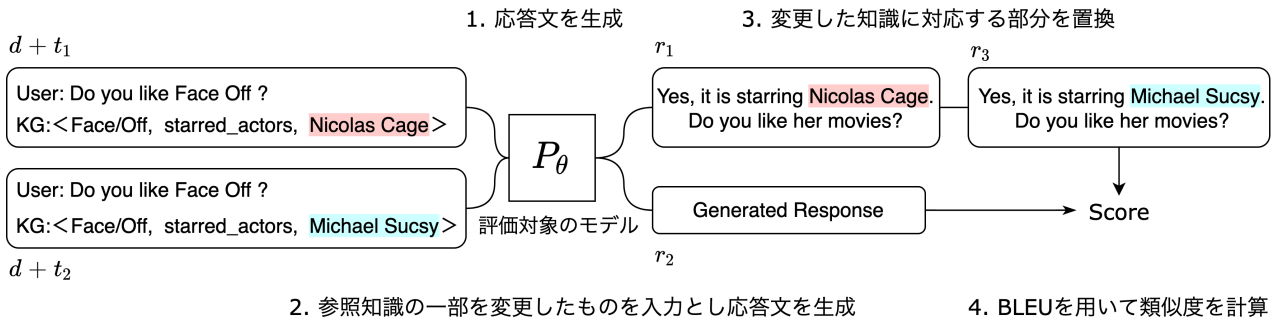 1. 応答文を生成
3. 変更した知識に対応する部分を置換
d + t₁
User: Do you like Face Off ?
KG:<Face/Off, starred_actors, Nicolas Cage>
r₁
Yes, it is starring Nicolas Cage.
Do you like her movies?
r₃
Yes, it is starring Michael Sucsy.
Do you like her movies?
P_θ
評価対象のモデル
User: Do you like Face Off ?
KG:<Face/Off, starred_actors, Michael Sucsy>
d + t₂
Generated Response
r₂
Score
2. 参照知識の一部を変更したものを入力とし応答文を生成
4. BLEUを用いて類似度を計算